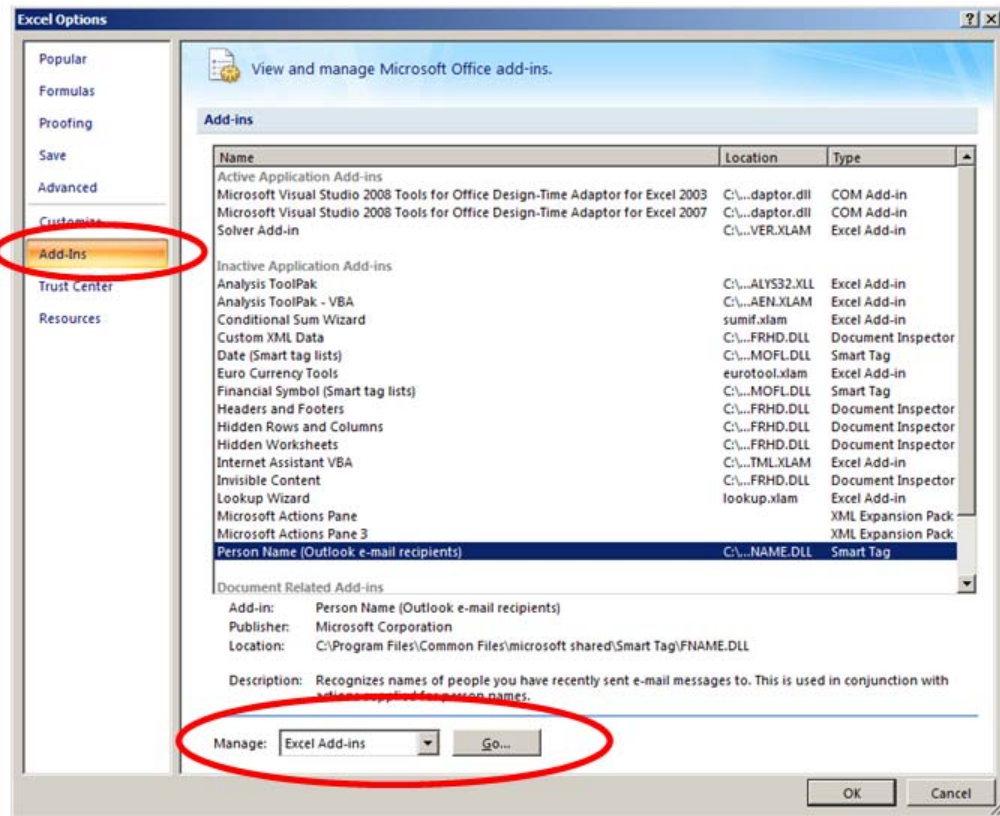 Excel Options
Popular
Formulas
Proofing
Save
Advanced
Customize
Add-Ins
Trust Center
Resources
View and manage Microsoft Office add-ins.
Add-ins
Name Location Type
Active Application Add-ins
Microsoft Visual Studio 2008 Tools for Office Design-Time Adaptor for Excel 2003 C:\...daptor.dll COM Add-in
Microsoft Visual Studio 2008 Tools for Office Design-Time Adaptor for Excel 2007 C:\...daptor.dll COM Add-in
Solver Add-in C:\...VER.XLAM Excel Add-in
Inactive Application Add-ins
Analysis ToolPak C:\...ALYS32.XLL Excel Add-in
Analysis ToolPak - VBA C:\...AEN.XLAM Excel Add-in
Conditional Sum Wizard sumif.xlam Excel Add-in
Custom XML Data C:\...FRHD.DLL Document Inspector
Date (Smart tag lists) C:\...MOFL.DLL Smart Tag
Euro Currency Tools eurotool.xlam Excel Add-in
Financial Symbol (Smart tag lists) C:\...MOFL.DLL Smart Tag
Headers and Footers C:\...FRHD.DLL Document Inspector
Hidden Rows and Columns C:\...FRHD.DLL Document Inspector
Hidden Worksheets C:\...FRHD.DLL Document Inspector
Internet Assistant VBA C:\...TML.XLAM Excel Add-in
Invisible Content C:\...FRHD.DLL Document Inspector
Lookup Wizard lookup.xlam Excel Add-in
Microsoft Actions Pane XML Expansion Pack
Microsoft Actions Pane 3 XML Expansion Pack
Person Name (Outlook e-mail recipients) C:\...NAME.DLL Smart Tag
Document Related Add-ins
Add-in: Person Name (Outlook e-mail recipients)
Publisher: Microsoft Corporation
Location: C:\Program Files\Common Files\microsoft shared\Smart Tag\FNAME.DLL
Description: Recognizes names of people you have recently sent e-mail messages to. This is used in conjunction with
actions supplied for person names.
Manage: Excel Add-ins Go...
OK Cancel